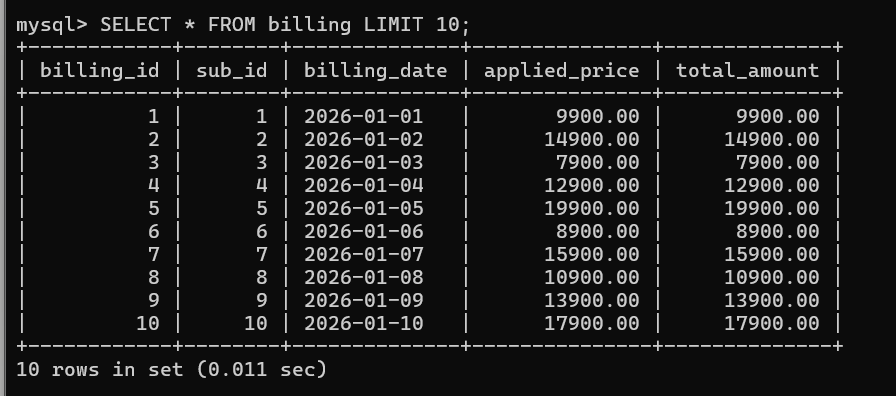 mysql> SELECT * FROM billing LIMIT 10;
+------------+--------+--------------+---------------+--------------+
| billing_id | sub_id | billing_date | applied_price | total_amount |
+------------+--------+--------------+---------------+--------------+
|          1 |      1 | 2026-01-01   |       9900.00 |      9900.00 |
|          2 |      2 | 2026-01-02   |      14900.00 |     14900.00 |
|          3 |      3 | 2026-01-03   |       7900.00 |      7900.00 |
|          4 |      4 | 2026-01-04   |      12900.00 |     12900.00 |
|          5 |      5 | 2026-01-05   |      19900.00 |     19900.00 |
|          6 |      6 | 2026-01-06   |       8900.00 |      8900.00 |
|          7 |      7 | 2026-01-07   |      15900.00 |     15900.00 |
|          8 |      8 | 2026-01-08   |      10900.00 |     10900.00 |
|          9 |      9 | 2026-01-09   |      13900.00 |     13900.00 |
|         10 |     10 | 2026-01-10   |      17900.00 |     17900.00 |
+------------+--------+--------------+---------------+--------------+
10 rows in set (0.011 sec)